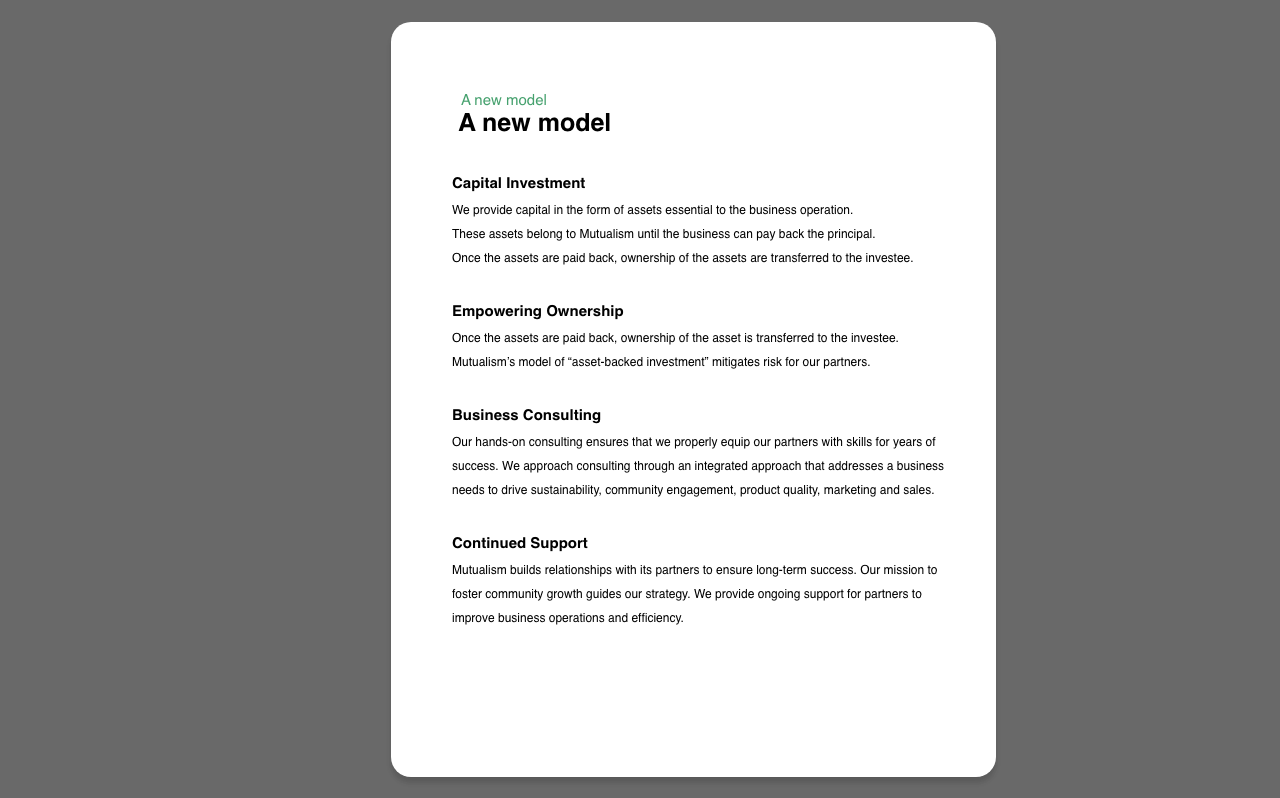 A new model
A new model
Capital Investment
We provide capital in the form of assets essential to the business operation.
These assets belong to Mutualism until the business can pay back the principal.
Once the assets are paid back, ownership of the assets are transferred to the investee.
Empowering Ownership
Once the assets are paid back, ownership of the asset is transferred to the investee.
Mutualism’s model of “asset-backed investment” mitigates risk for our partners.
Business Consulting
Our hands-on consulting ensures that we properly equip our partners with skills for years of
success. We approach consulting through an integrated approach that addresses a business
needs to drive sustainability, community engagement, product quality, marketing and sales.
Continued Support
Mutualism builds relationships with its partners to ensure long-term success. Our mission to
foster community growth guides our strategy. We provide ongoing support for partners to
improve business operations and efficiency.